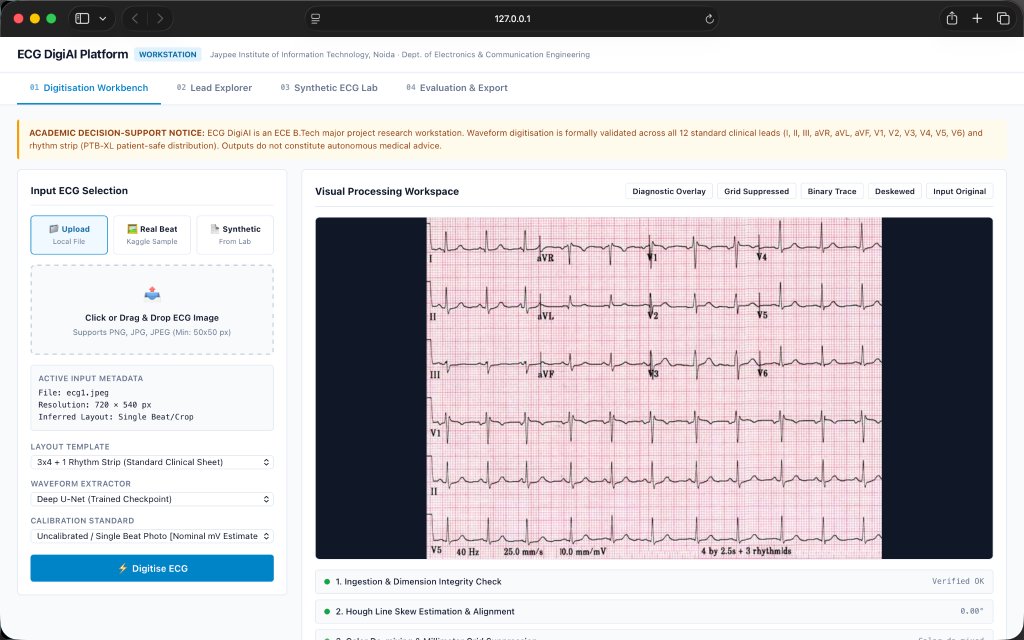 127.0.0.1
ECG DigiAI Platform WORKSTATION Jaypee Institute of Information Technology, Noida · Dept. of Electronics & Communication Engineering
01 Digitisation Workbench 02 Lead Explorer 03 Synthetic ECG Lab 04 Evaluation & Export
ACADEMIC DECISION-SUPPORT NOTICE: ECG DigiAI is an ECE B.Tech major project research workstation. Waveform digitisation is formally validated across all 12 standard clinical leads (I, II, III, aVR, aVL, aVF, V1, V2, V3, V4, V5, V6) and
rhythm strip (PTB-XL patient-safe distribution). Outputs do not constitute autonomous medical advice.
Input ECG Selection
Upload
Local File
Real Beat
Kaggle Sample
Synthetic
From Lab
Click or Drag & Drop ECG Image
Supports PNG, JPG, JPEG (Min: 50x50 px)
ACTIVE INPUT METADATA
File: ecg1.jpeg
Resolution: 720 × 540 px
Inferred Layout: Single Beat/Crop
LAYOUT TEMPLATE
3x4 + 1 Rhythm Strip (Standard Clinical Sheet)
WAVEFORM EXTRACTOR
Deep U-Net (Trained Checkpoint)
CALIBRATION STANDARD
Uncalibrated / Single Beat Photo [Nominal mV Estimate
⚡ Digitise ECG
Visual Processing Workspace
Diagnostic Overlay Grid Suppressed Binary Trace Deskewed Input Original
I aVR V1 V4
II aVL V2 V5
III aVF V3 V6
V1
II
V5 40 Hz 25.0 mm/s 10.0 mm/mV 4 by 2.5s + 3 rhythm lds
1. Ingestion & Dimension Integrity Check Verified OK
2. Hough Line Skew Estimation & Alignment 0.00°